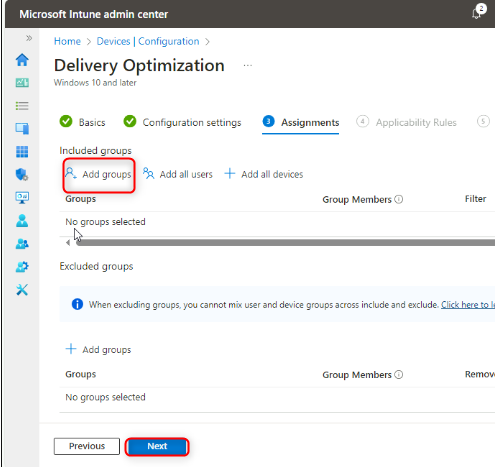 Microsoft Intune admin center
2
Home > Devices | Configuration >
Delivery Optimization ...
Windows 10 and later
Basics Configuration settings 3 Assignments 4 Applicability Rules 5
Included groups
Add groups Add all users + Add all devices
Groups Group Members Filter
No groups selected
Excluded groups
When excluding groups, you cannot mix user and device groups across include and exclude. Click here to le
+ Add groups
Groups Group Members Remov
No groups selected
Previous Next